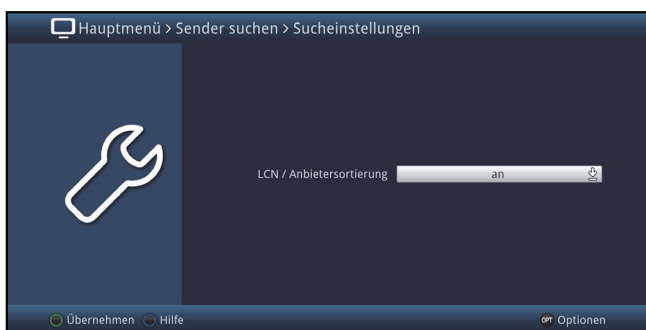 Hauptmenü > Sender suchen > Sucheinstellungen
LCN / Anbietersortierung an
Übernehmen Hilfe OPT Optionen